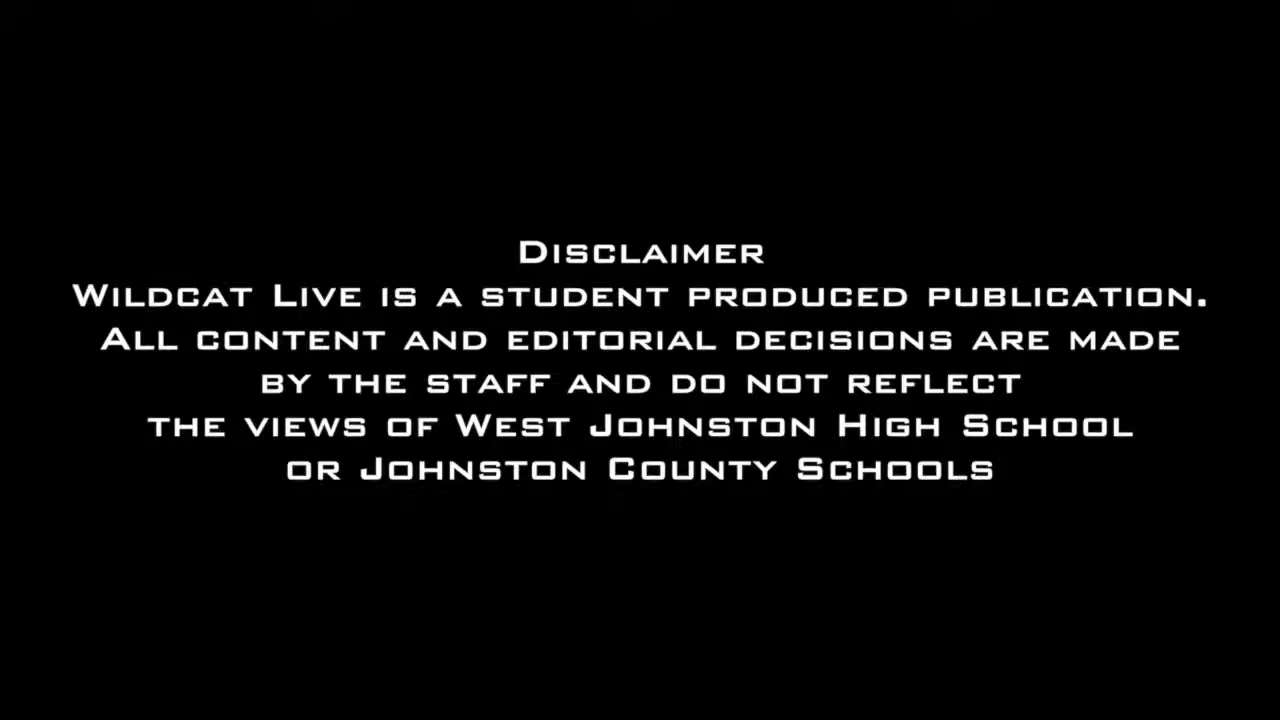 Disclaimer
Wildcat Live is a student produced publication.
All content and editorial decisions are made
by the staff and do not reflect
the views of West Johnston High School
or Johnston County Schools